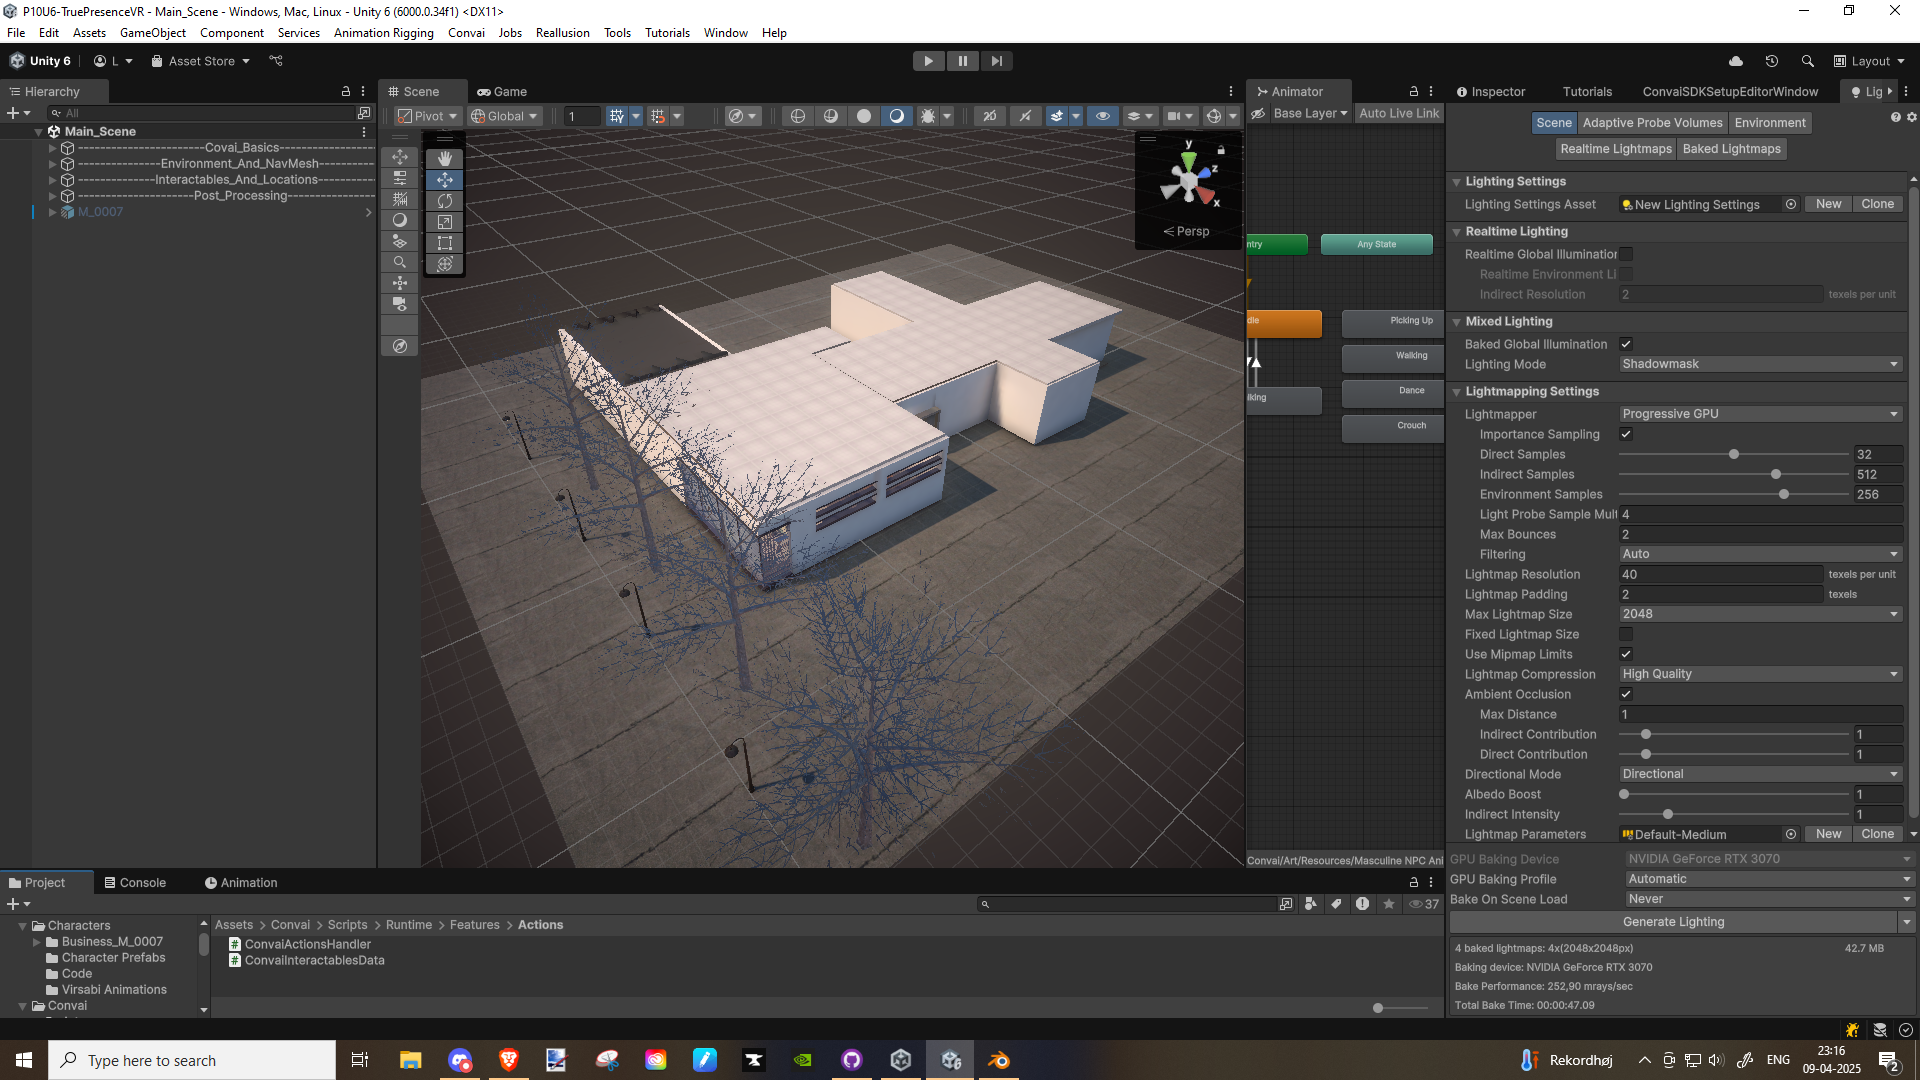 P10U6-TruePresenceVR - Main_Scene - Windows, Mac, Linux - Unity 6 (6000.0.34f1) <DX11>
File Edit Assets GameObject Component Services Animation Rigging Convai Jobs Reallusion Tools Tutorials Window Help
Unity 6 L Asset Store Layout
Hierarchy
All
Main_Scene
--------------------Covai_Basics--------------------
-----------------Environment_And_NavMesh--------------
----------------Interactables_And_Locations------------
------------------------Post_Processing------------------
M_0007
Scene Game
Pivot Global 1 2D
y
z
x
Persp
Animator
Base Layer Auto Live Link
ntry Any State
dle Picking Up
Walking
lking Dance
Crouch
Convai/Art/Resources/Masculine NPC Ani
Inspector Tutorials ConvaiSDKSetupEditorWindow Lig
Scene Adaptive Probe Volumes Environment
Realtime Lightmaps Baked Lightmaps
Lighting Settings
Lighting Settings Asset New Lighting Settings New Clone
Realtime Lighting
Realtime Global Illumination
Realtime Environment Li
Indirect Resolution 2 texels per unit
Mixed Lighting
Baked Global Illumination
Lighting Mode Shadowmask
Lightmapping Settings
Lightmapper Progressive GPU
Importance Sampling
Direct Samples 32
Indirect Samples 512
Environment Samples 256
Light Probe Sample Mult 4
Max Bounces 2
Filtering Auto
Lightmap Resolution 40 texels per unit
Lightmap Padding 2 texels
Max Lightmap Size 2048
Fixed Lightmap Size
Use Mipmap Limits
Lightmap Compression High Quality
Ambient Occlusion
Max Distance 1
Indirect Contribution 1
Direct Contribution 1
Directional Mode Directional
Albedo Boost 1
Indirect Intensity 1
Lightmap Parameters Default-Medium New Clone
GPU Baking Device NVIDIA GeForce RTX 3070
GPU Baking Profile Automatic
Bake On Scene Load Never
Generate Lighting
4 baked lightmaps: 4x(2048x2048px) 42.7 MB
Baking device: NVIDIA GeForce RTX 3070
Bake Performance: 252,90 mrays/sec
Total Bake Time: 00:00:47.09
Project Console Animation
37
Characters
Business_M_0007
Character Prefabs
Code
Virsabi Animations
Convai
Assets > Convai > Scripts > Runtime > Features > Actions
ConvaiActionsHandler
ConvaiInteractablesData
Type here to search
Rekordhøj
ENG
23:16
09-04-2025
2